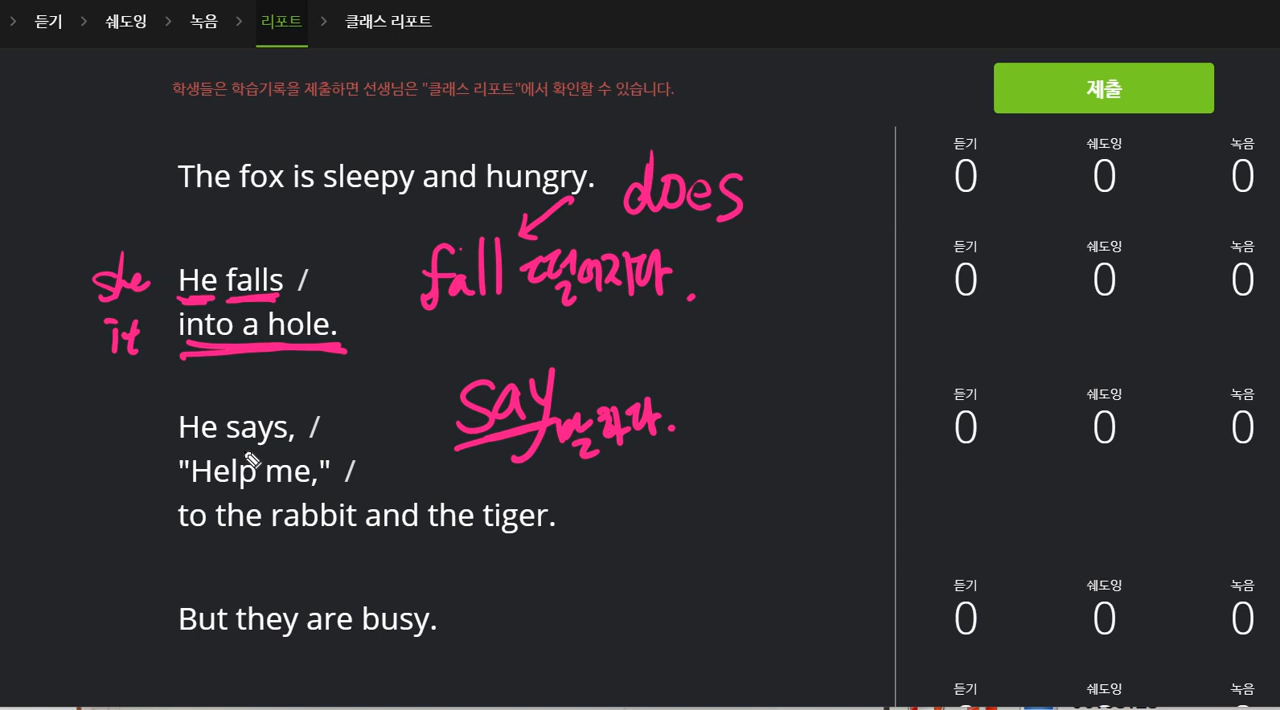 듣기 쉐도잉 녹음 리포트 클래스 리포트
학생들은 학습기록을 제출하면 선생님은 "클래스 리포트"에서 확인할 수 있습니다.
제출
The fox is sleepy and hungry. does
듣기 쉐도잉 녹음
0 0 0
she He falls / fall 떨어지다.
듣기 쉐도잉 녹음
0 0 0
it into a hole.
He says, / say 말하다.
듣기 쉐도잉 녹음
0 0 0
"Help me," /
to the rabbit and the tiger.
But they are busy.
듣기 쉐도잉 녹음
0 0 0
듣기 쉐도잉 녹음